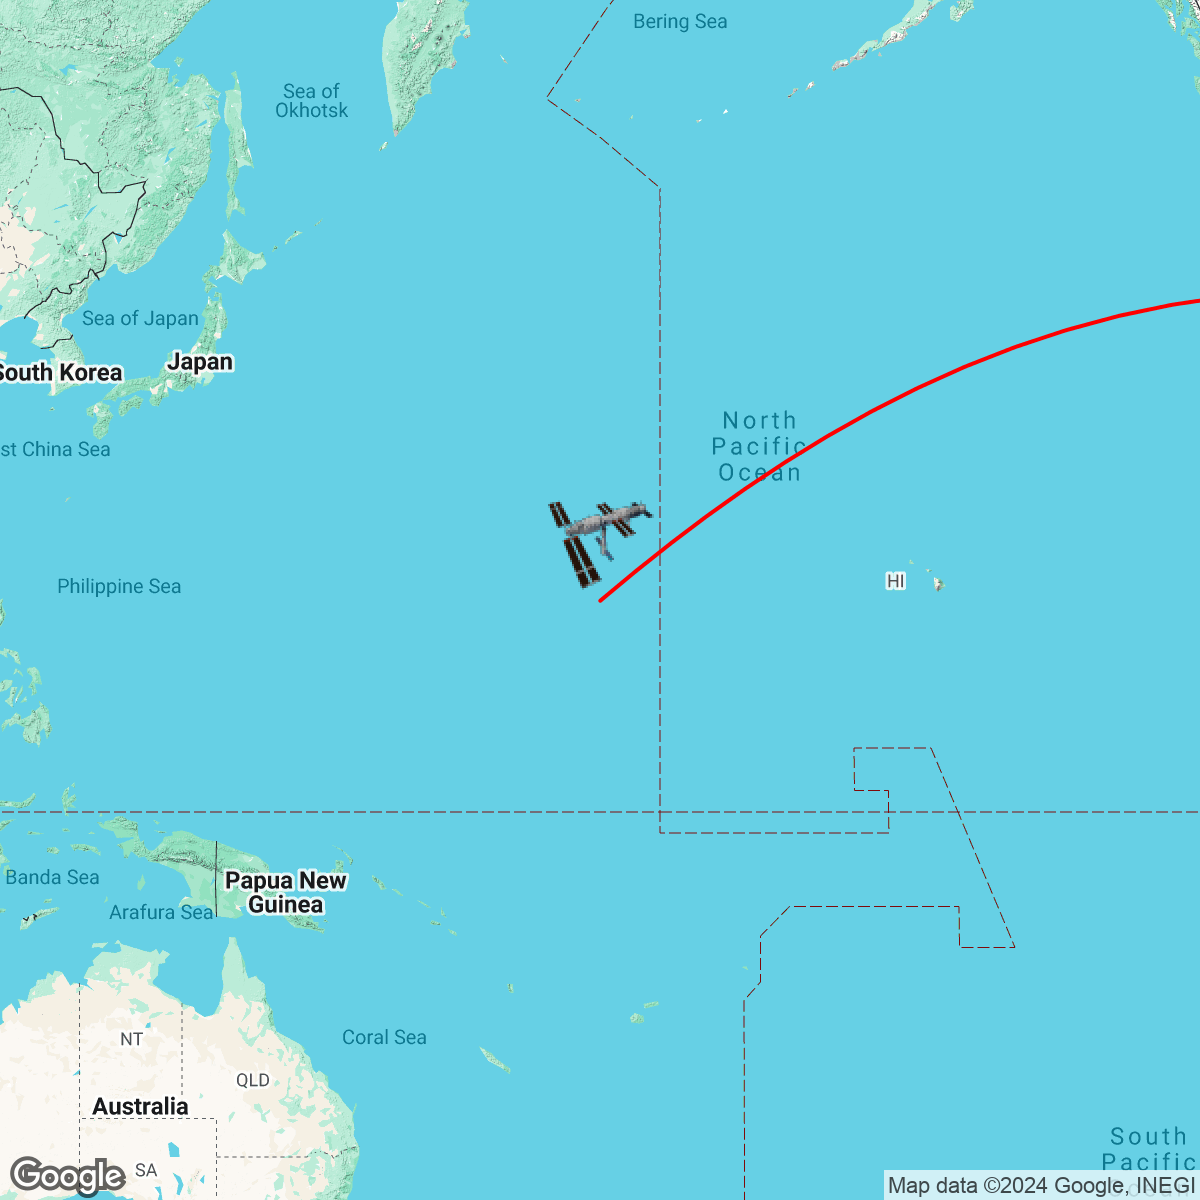 Bering Sea
Sea of
Okhotsk
Sea of Japan
Japan
South Korea
North
Pacific
Ocean
st China Sea
Philippine Sea
HI
Papua New
Guinea
Banda Sea
Arafura Sea
Coral Sea
NT
QLD
Australia
SA
South
Pacific
Google
Map data ©2024 Google, INEGI